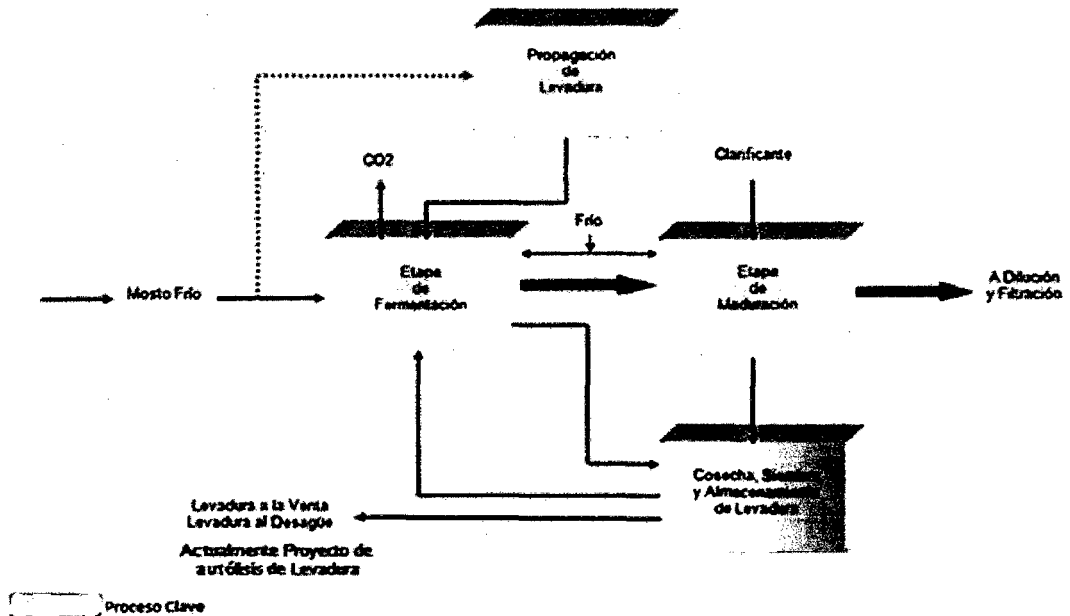 Propagación
de
Levadura
CO2
Clarificante
Frío
Mosto Frío
Etapa
de
Fermentación
Etapa
de
Maduración
A Dilución
y Filtración
Cosecha,
y Almacenamiento
de Levadura
Levadura a la Venta
Levadura al Desagüe
Actualmente Proyecto de
autólisis de Levadura
Proceso Clave